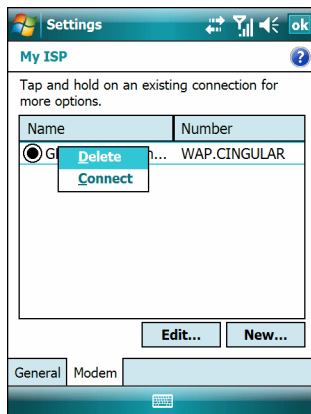 Settings
ok
My ISP
?
Tap and hold on an existing connection for
more options.
Name Number
WAP.CINGULAR
Delete
Connect
Edit... New...
General Modem